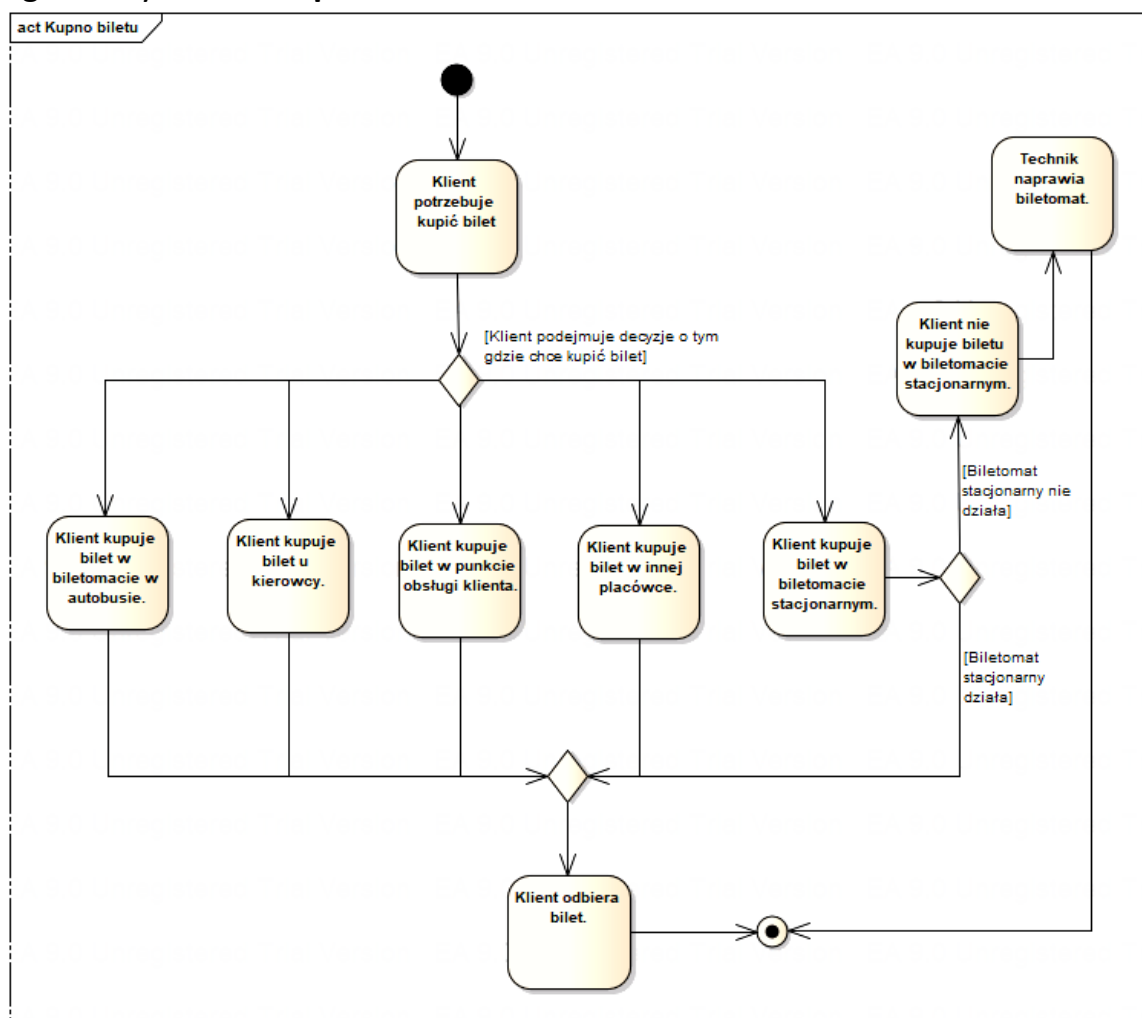 act Kupno biletu
Klient
potrzebuje
kupić bilet
[Klient podejmuje decyzje o tym
gdzie chce kupić bilet]
Technik
naprawia
biletomat.
Klient nie
kupuje biletu
w biletomacie
stacjonarnym.
[Biletomat
stacjonarny nie
działa]
Klient kupuje
bilet w
biletomacie w
autobusie.
Klient kupuje
bilet u
kierowcy.
Klient kupuje
bilet w punkcie
obsługi klienta.
Klient kupuje
bilet w innej
placówce.
Klient kupuje
bilet w
biletomacie
stacjonarnym.
[Biletomat
stacjonarny
działa]
Klient odbiera
bilet.